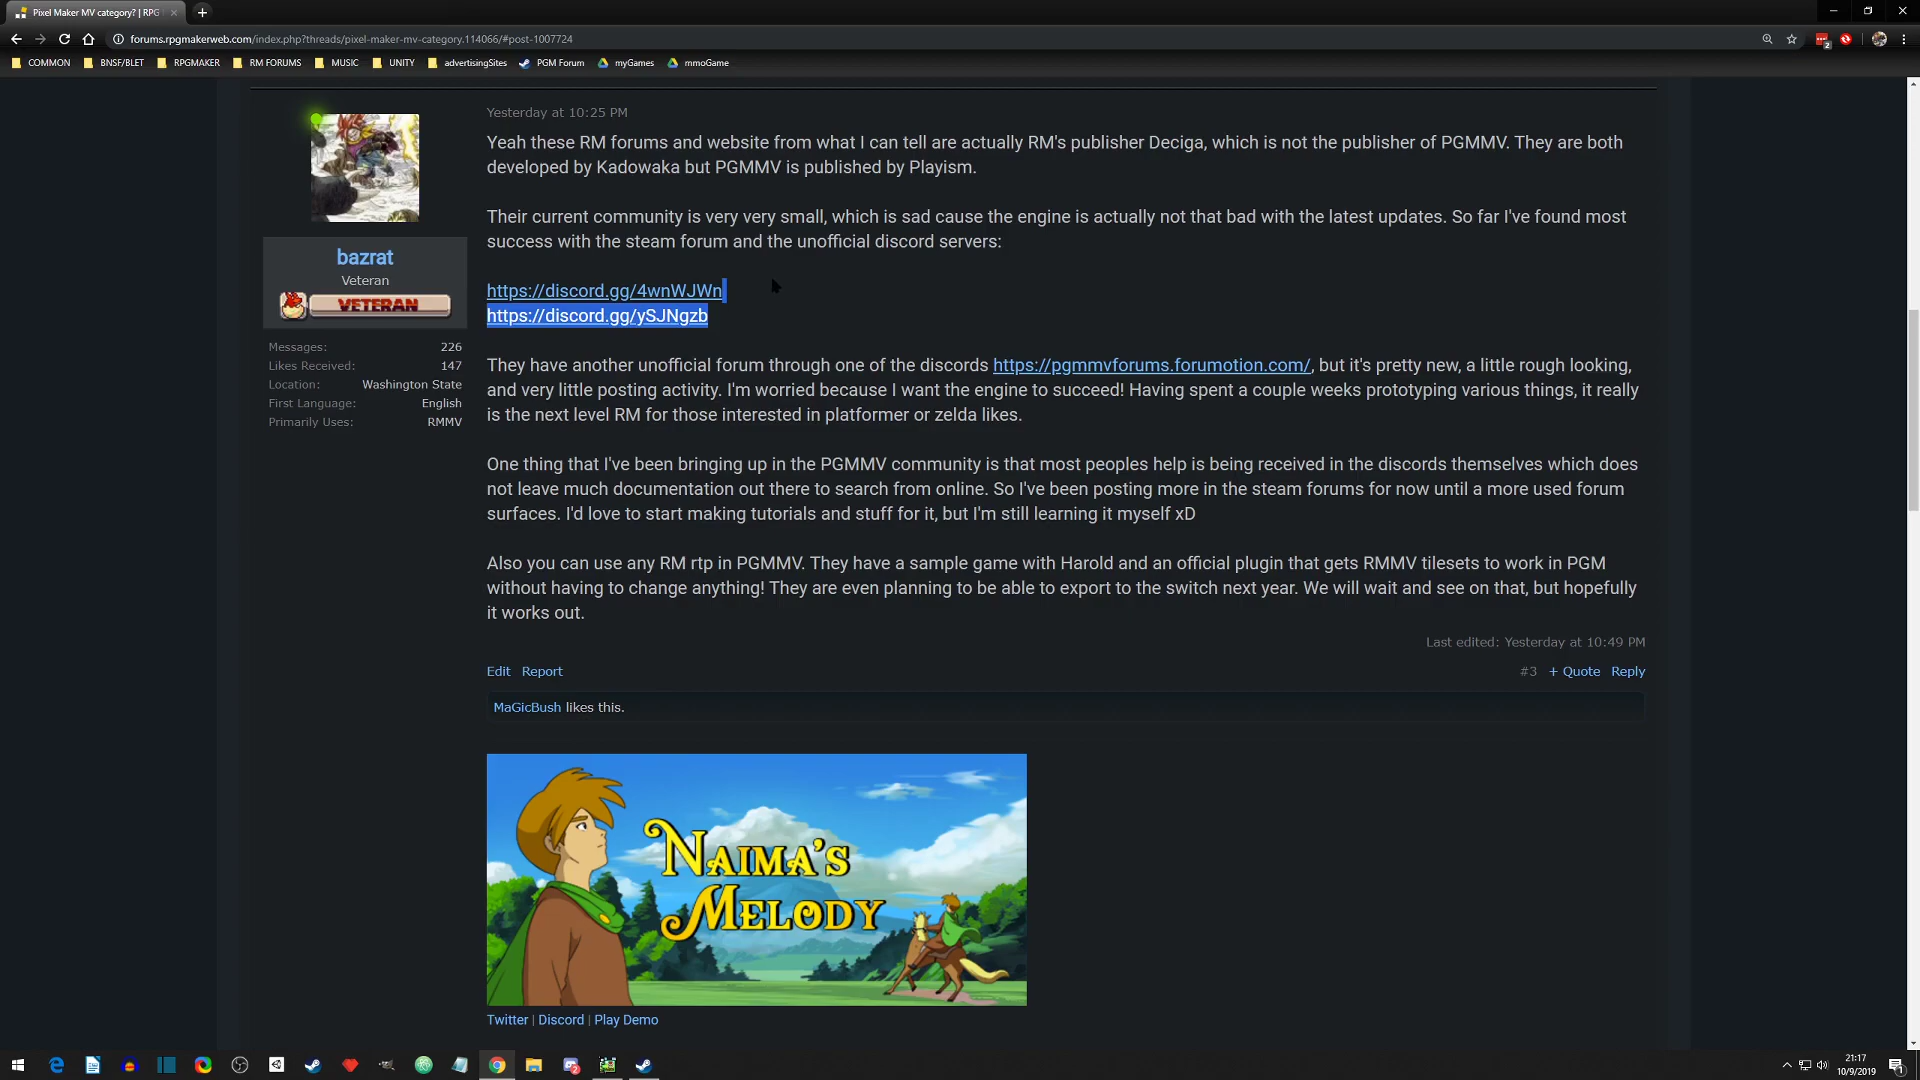 Pixel Maker MV category? | RPG
forums.rpgmakerweb.com/index.php?threads/pixel-maker-mv-category.114066/#post-1007724
COMMON BNSF/BLET RPGMAKER RM FORUMS MUSIC UNITY advertisingSites PGM Forum myGames mmoGame
Yesterday at 10:25 PM
Yeah these RM forums and website from what I can tell are actually RM's publisher Deciga, which is not the publisher of PGMMV. They are both
developed by Kadowaka but PGMMV is published by Playism.
Their current community is very very small, which is sad cause the engine is actually not that bad with the latest updates. So far I've found most
success with the steam forum and the unofficial discord servers:
https://discord.gg/4wnWJWn
https://discord.gg/ySJNgzb
They have another unofficial forum through one of the discords https://pgmmvforums.forumotion.com/, but it's pretty new, a little rough looking,
and very little posting activity. I'm worried because I want the engine to succeed! Having spent a couple weeks prototyping various things, it really
is the next level RM for those interested in platformer or zelda likes.
One thing that I've been bringing up in the PGMMV community is that most peoples help is being received in the discords themselves which does
not leave much documentation out there to search from online. So I've been posting more in the steam forums for now until a more used forum
surfaces. I'd love to start making tutorials and stuff for it, but I'm still learning it myself xD
Also you can use any RM rtp in PGMMV. They have a sample game with Harold and an official plugin that gets RMMV tilesets to work in PGM
without having to change anything! They are even planning to be able to export to the switch next year. We will wait and see on that, but hopefully
it works out.
bazrat
Veteran
VETERAN
Messages: 226
Likes Received: 147
Location: Washington State
First Language: English
Primarily Uses: RMMV
Last edited: Yesterday at 10:49 PM
Edit Report #3 + Quote Reply
MaGicBush likes this.
NAIMA'S
MELODY
Twitter | Discord | Play Demo
21:17
10/9/2019